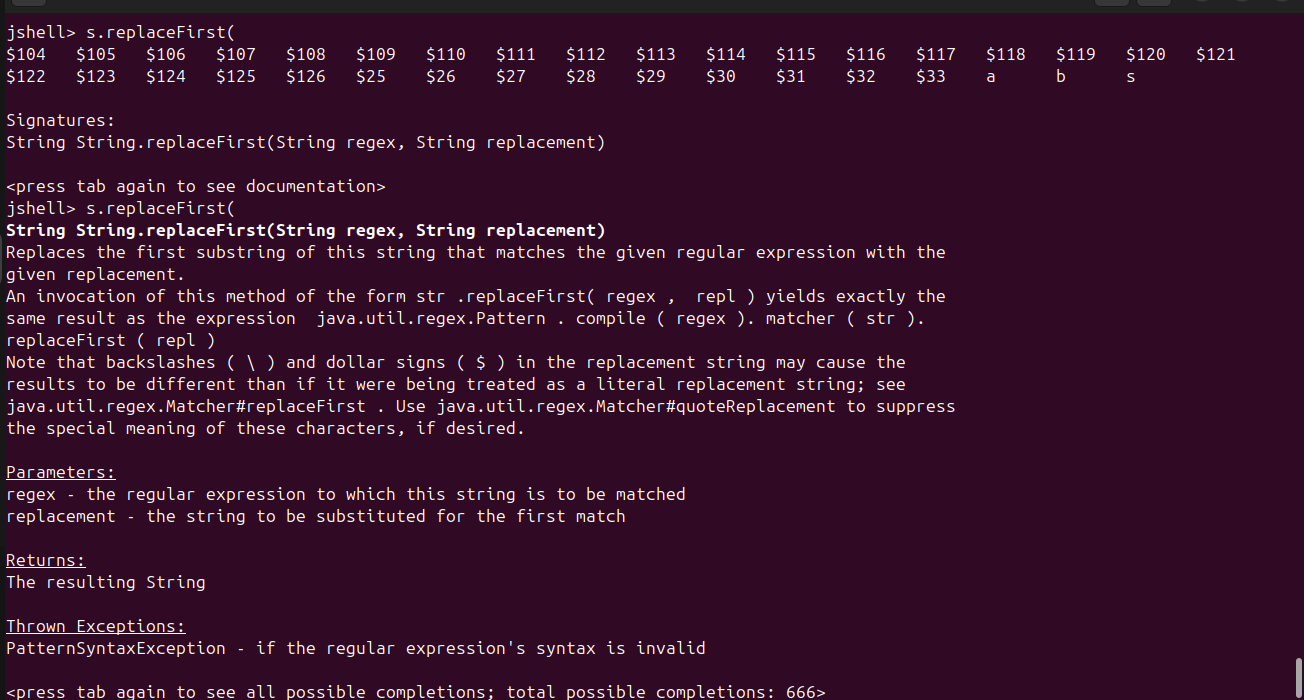 jshell> s.replaceFirst(
$104 $105 $106 $107 $108 $109 $110 $111 $112 $113 $114 $115 $116 $117 $118 $119 $120 $121
$122 $123 $124 $125 $126 $25 $26 $27 $28 $29 $30 $31 $32 $33 a b s
Signatures:
String String.replaceFirst(String regex, String replacement)
<press tab again to see documentation>
jshell> s.replaceFirst(
String String.replaceFirst(String regex, String replacement)
Replaces the first substring of this string that matches the given regular expression with the
given replacement.
An invocation of this method of the form str .replaceFirst( regex ,  repl ) yields exactly the
same result as the expression  java.util.regex.Pattern . compile ( regex ). matcher ( str ).
replaceFirst ( repl )
Note that backslashes ( \ ) and dollar signs ( $ ) in the replacement string may cause the
results to be different than if it were being treated as a literal replacement string; see
java.util.regex.Matcher#replaceFirst . Use java.util.regex.Matcher#quoteReplacement to suppress
the special meaning of these characters, if desired.
Parameters:
regex - the regular expression to which this string is to be matched
replacement - the string to be substituted for the first match
Returns:
The resulting String
Thrown Exceptions:
PatternSyntaxException - if the regular expression's syntax is invalid
<press tab again to see all possible completions; total possible completions: 666>